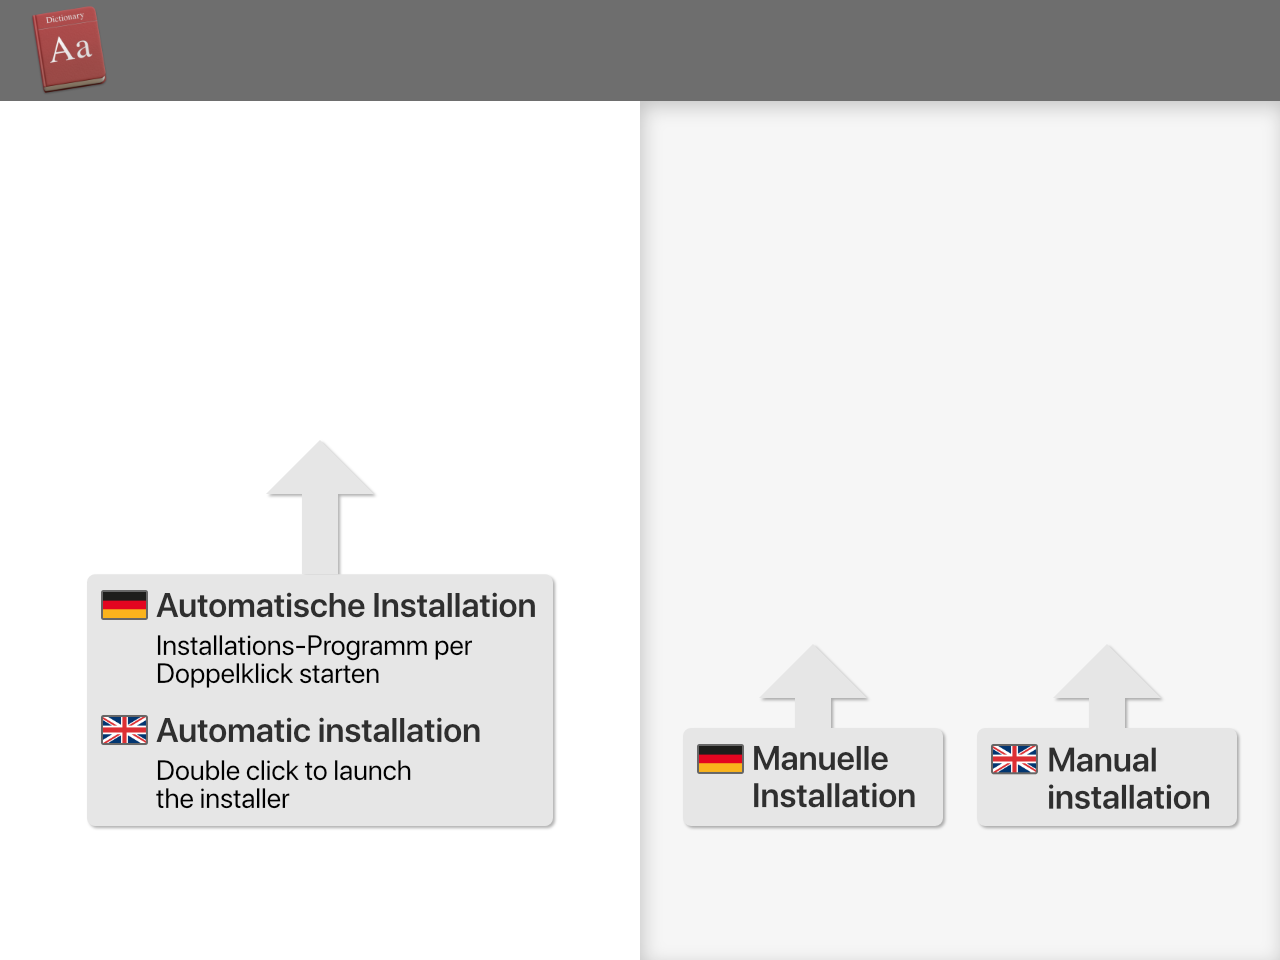 Dictionary
Aa
Automatische Installation
Installations-Programm per
Doppelklick starten
Automatic installation
Double click to launch
the installer
Manuelle
Installation
Manual
installation